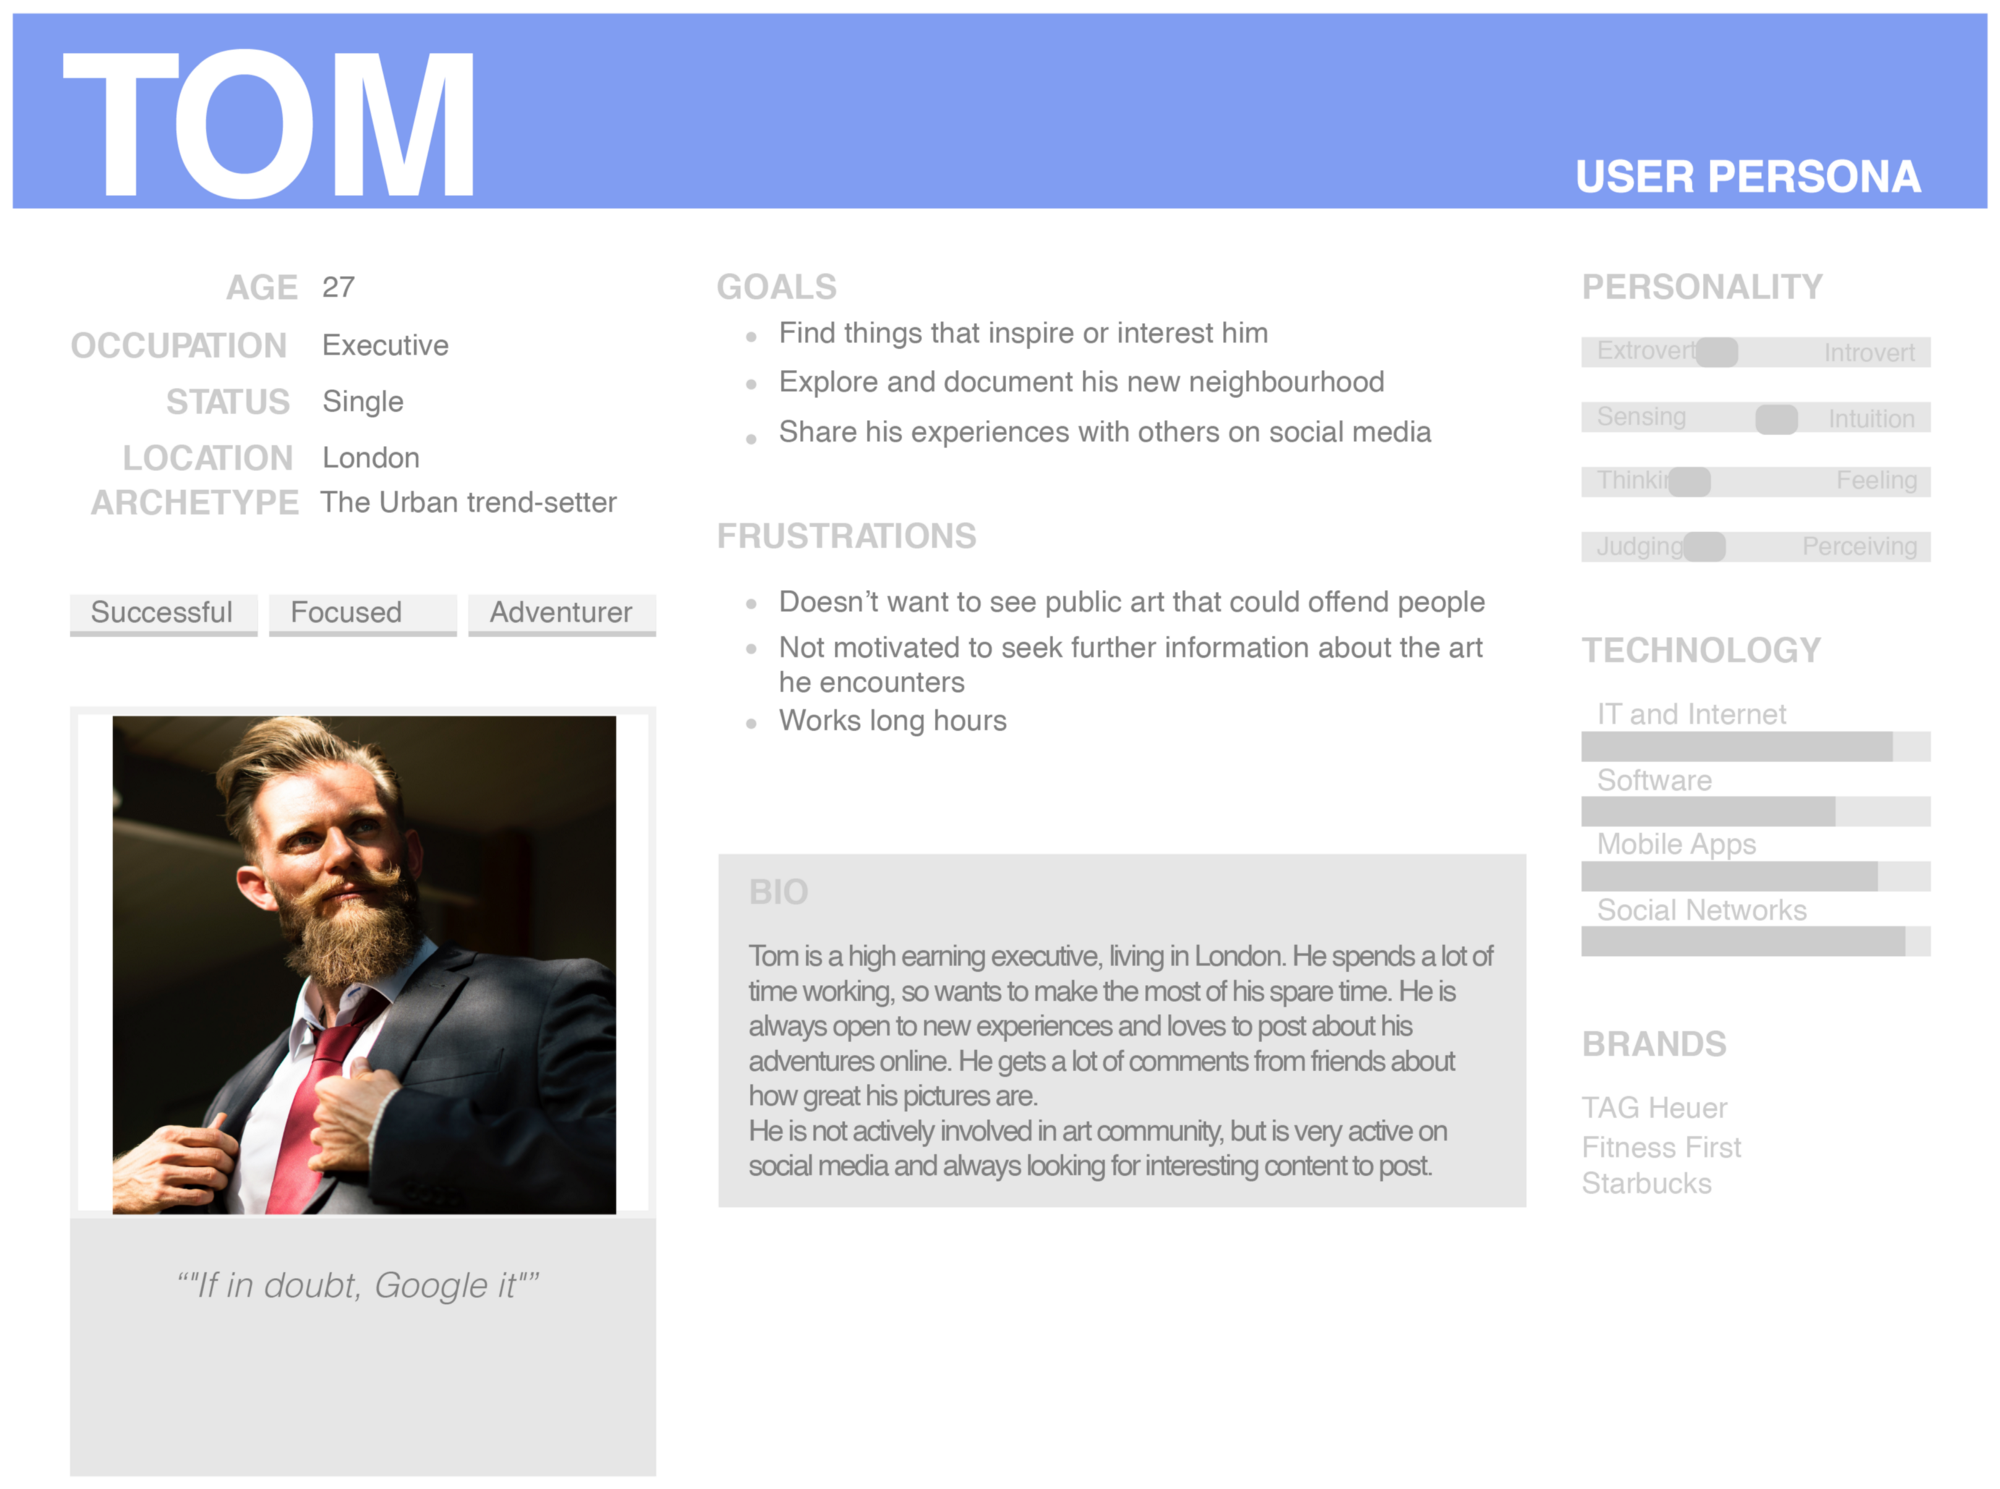 TOM
USER PERSONA
AGE 27
OCCUPATION Executive
STATUS Single
LOCATION London
ARCHETYPE The Urban trend-setter
Successful Focused Adventurer
“"If in doubt, Google it"”
GOALS
Find things that inspire or interest him
Explore and document his new neighbourhood
Share his experiences with others on social media
FRUSTRATIONS
Doesn’t want to see public art that could offend people
Not motivated to seek further information about the art
he encounters
Works long hours
BIO
Tom is a high earning executive, living in London. He spends a lot of
time working, so wants to make the most of his spare time. He is
always open to new experiences and loves to post about his
adventures online. He gets a lot of comments from friends about
how great his pictures are.
He is not actively involved in art community, but is very active on
social media and always looking for interesting content to post.
PERSONALITY
Extrovert Introvert
Sensing Intuition
Thinkin Feeling
Judging Perceiving
TECHNOLOGY
IT and Internet
Software
Mobile Apps
Social Networks
BRANDS
TAG Heuer
Fitness First
Starbucks